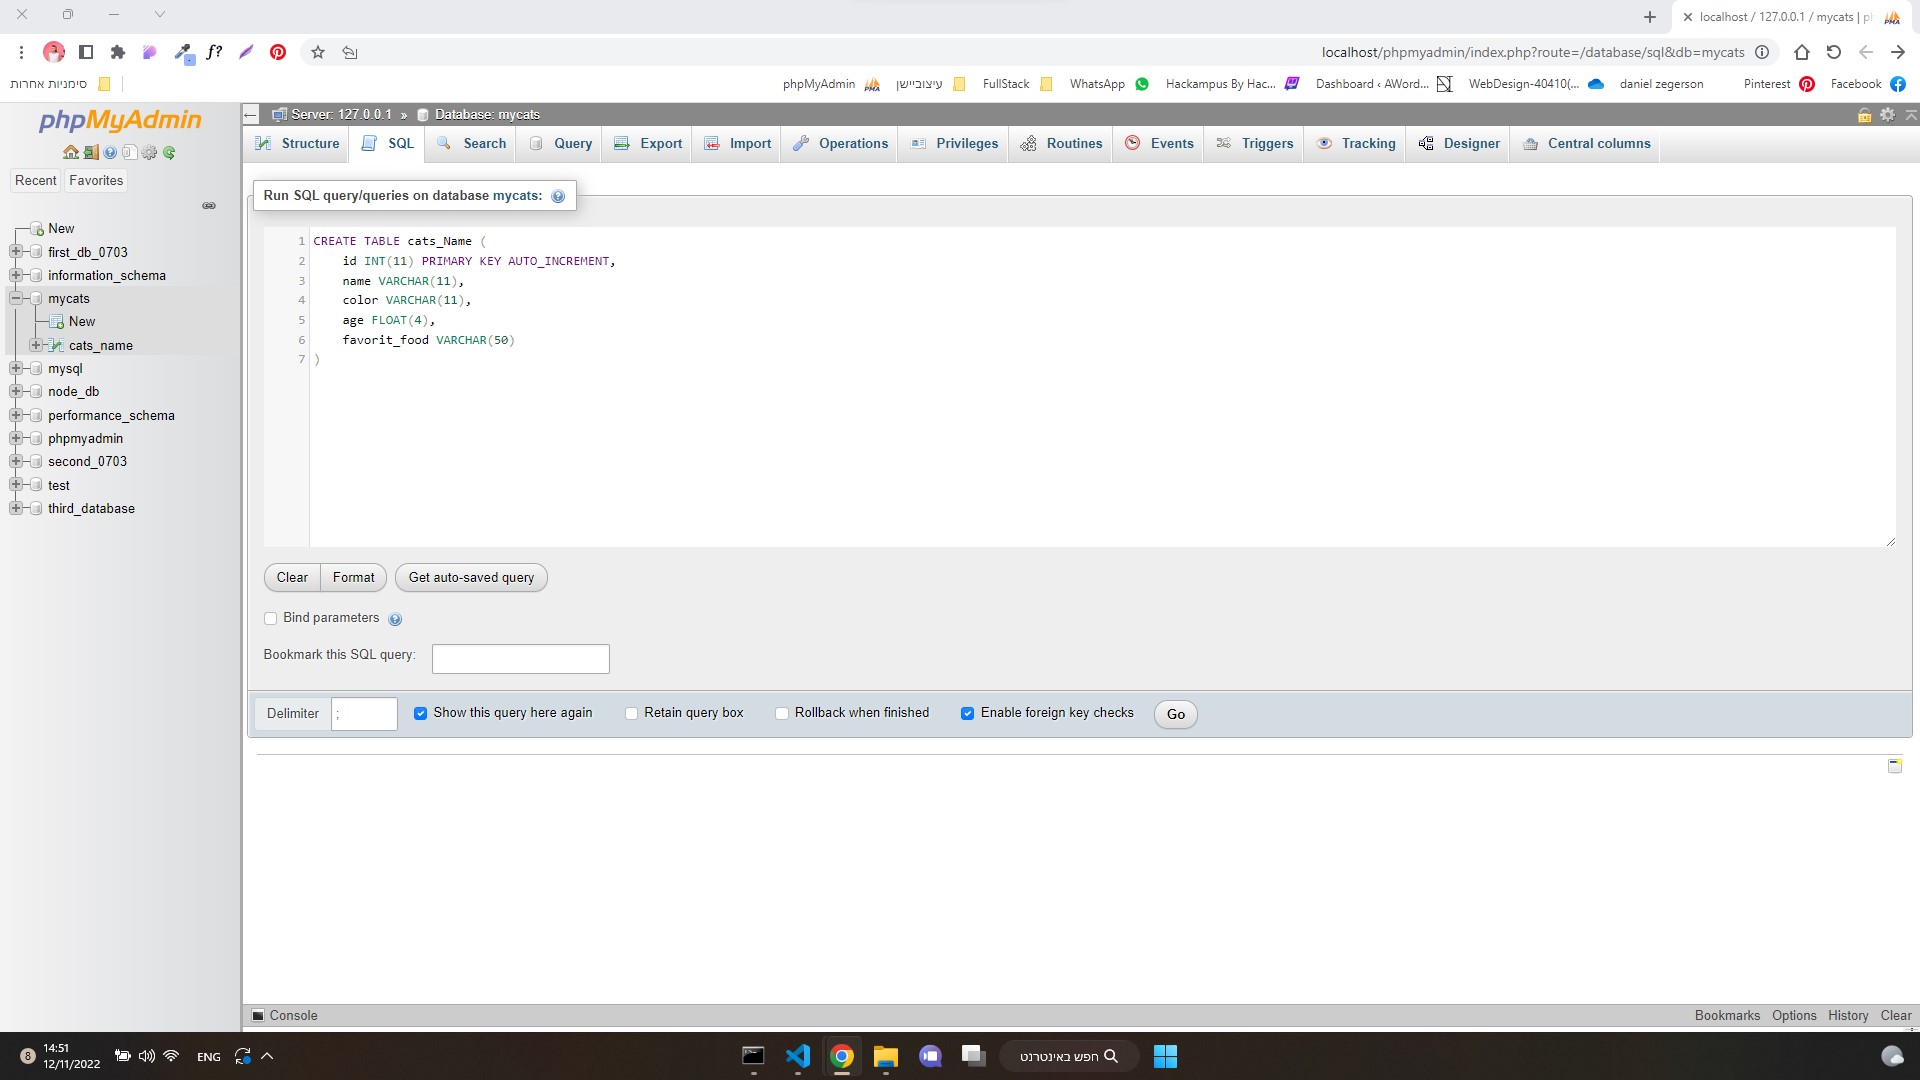 localhost / 127.0.0.1 / mycats | p
localhost/phpmyadmin/index.php?route=/database/sql&db=mycats
f?
סימניות אחרות
phpMyAdmin
עיצוביישן
FullStack
WhatsApp
Hackampus By Hac...
Dashboard ‹ AWord...
WebDesign-40410(...
daniel zegerson
Pinterest
Facebook
phpMyAdmin
Recent
Favorites
New
first_db_0703
information_schema
mycats
New
cats_name
mysql
node_db
performance_schema
phpmyadmin
second_0703
test
third_database
Server: 127.0.0.1 » Database: mycats
Structure
SQL
Search
Query
Export
Import
Operations
Privileges
Routines
Events
Triggers
Tracking
Designer
Central columns
Run SQL query/queries on database mycats:
1 CREATE TABLE cats_Name (
2 id INT(11) PRIMARY KEY AUTO_INCREMENT,
3 name VARCHAR(11),
4 color VARCHAR(11),
5 age FLOAT(4),
6 favorit_food VARCHAR(50)
7 )
Clear
Format
Get auto-saved query
Bind parameters
Bookmark this SQL query:
Delimiter ;
Show this query here again
Retain query box
Rollback when finished
Enable foreign key checks
Go
Console
Bookmarks
Options
History
Clear
8
14:51
12/11/2022
ENG
חפש באינטרנט